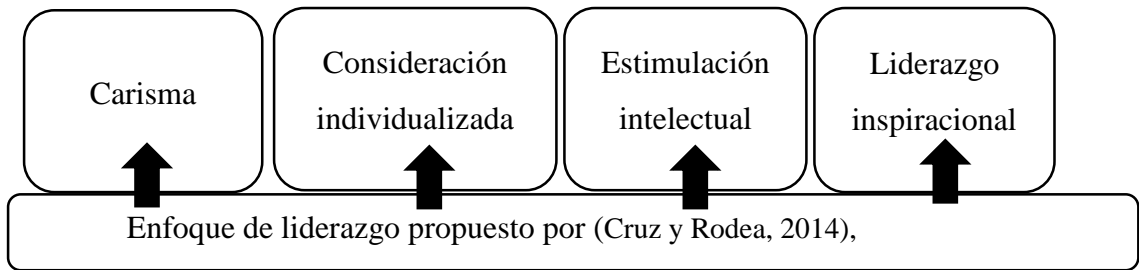 Carisma
Consideración
individualizada
Estimulación
intelectual
Liderazgo
inspiracional
Enfoque de liderazgo propuesto por (Cruz y Rodea, 2014),